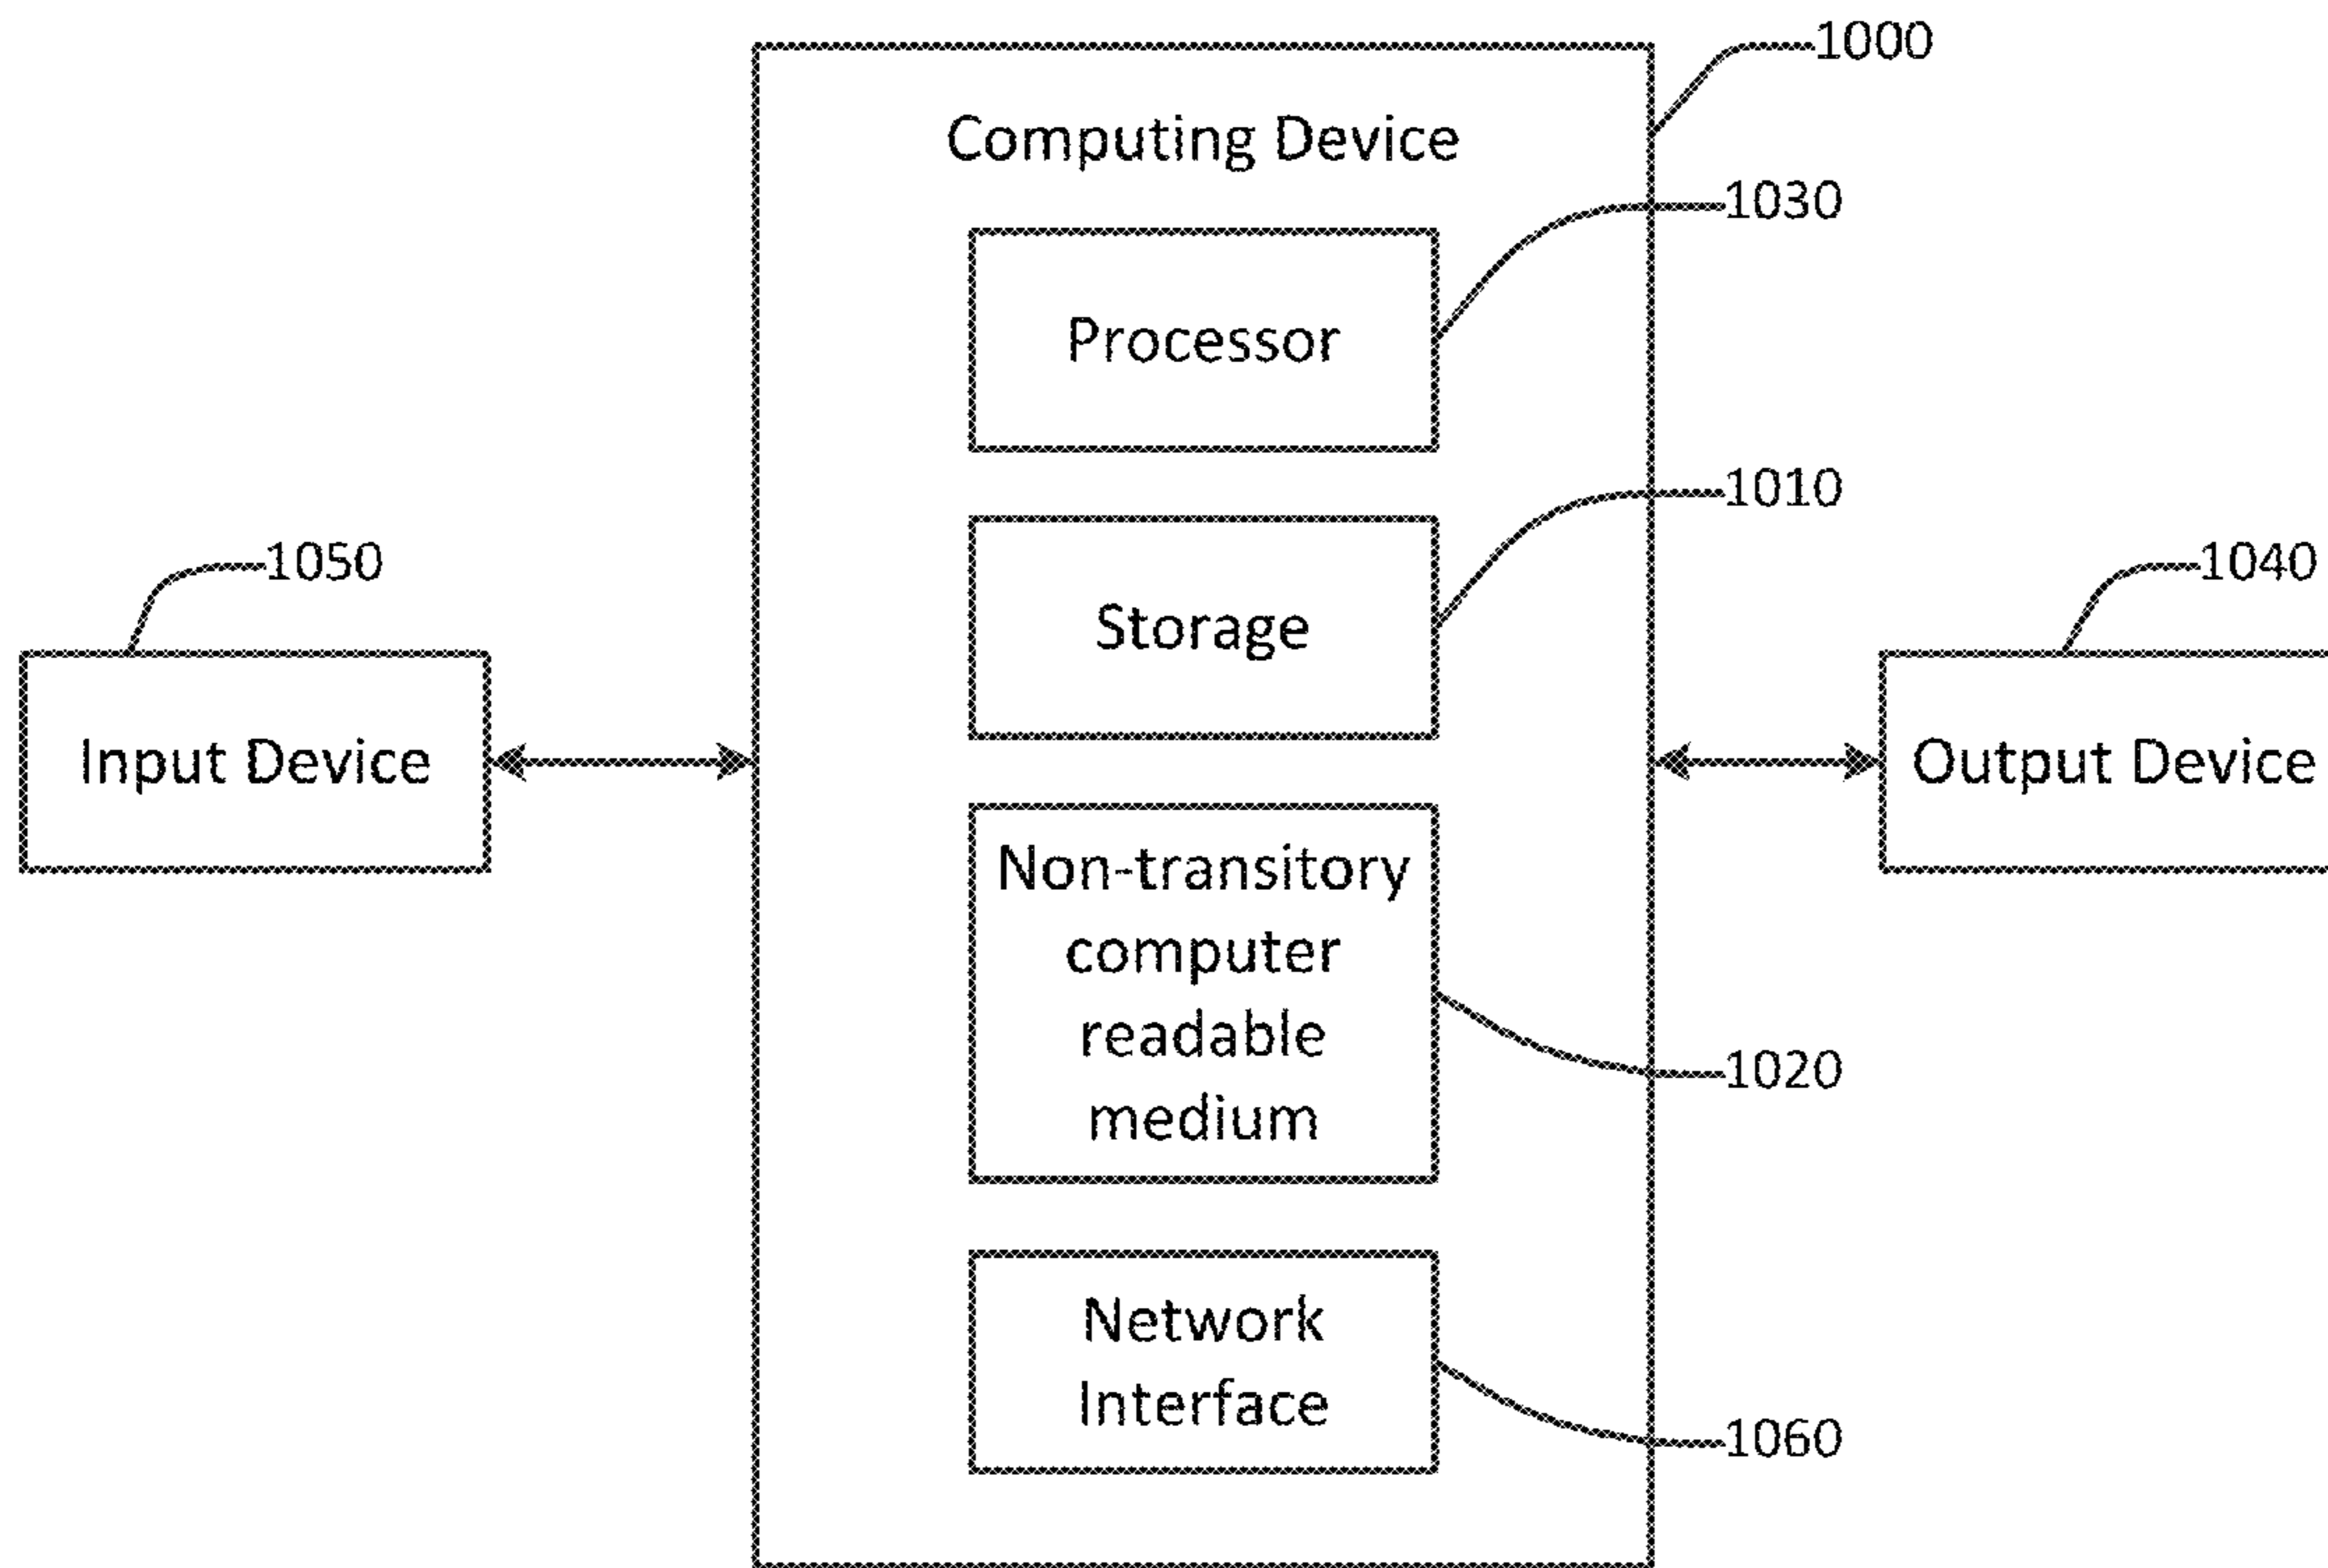 1000
Computing Device
1030
Processor
1010
Storage
1050
Input Device
1040
Output Device
Non-transitory
computer
readable
medium
1020
Network
Interface
1060